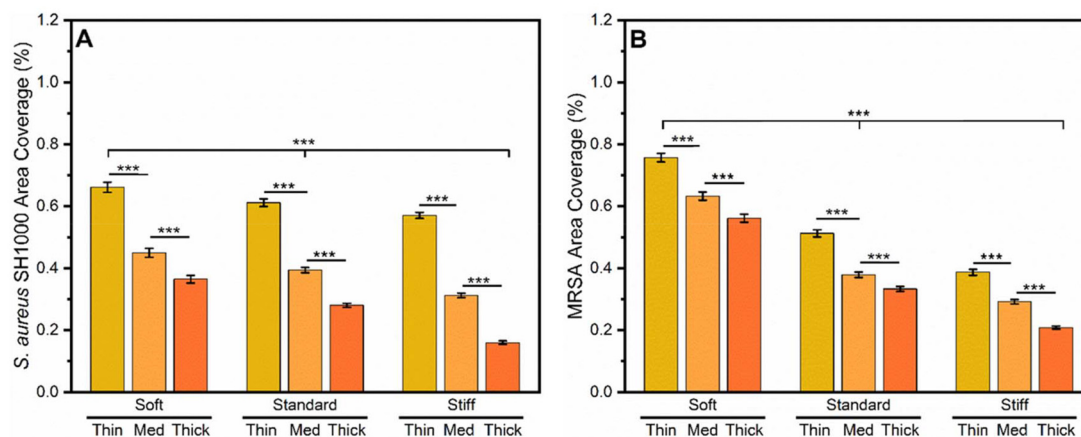 A
S. aureus SH1000 Area Coverage (%)
1.2
1.0
0.8
0.6
0.4
0.2
0.0
***
*** *** *** *** *** ***
Soft Standard Stiff
Thin Med Thick Thin Med Thick Thin Med Thick
B
MRSA Area Coverage (%)
1.2
1.0
0.8
0.6
0.4
0.2
0.0
***
*** *** *** *** *** ***
Soft Standard Stiff
Thin Med Thick Thin Med Thick Thin Med Thick